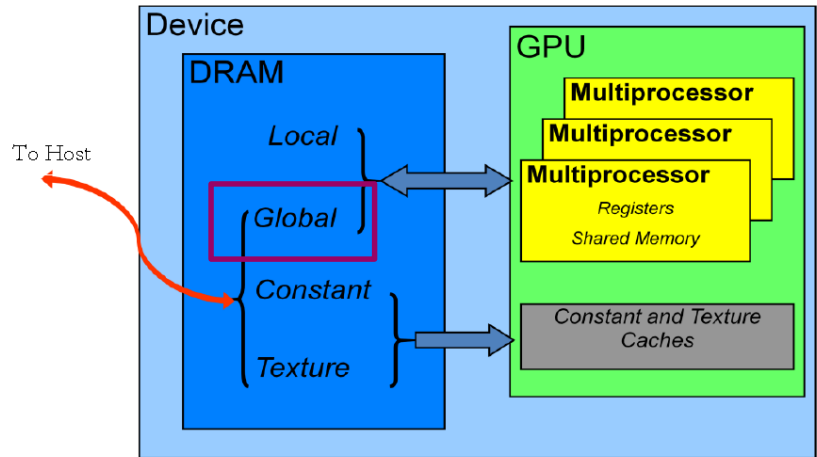 Device
DRAM
Local
Global
Constant
Texture
To Host
GPU
Multiprocessor
Multiprocessor
Multiprocessor
Registers
Shared Memory
Constant and Texture
Caches